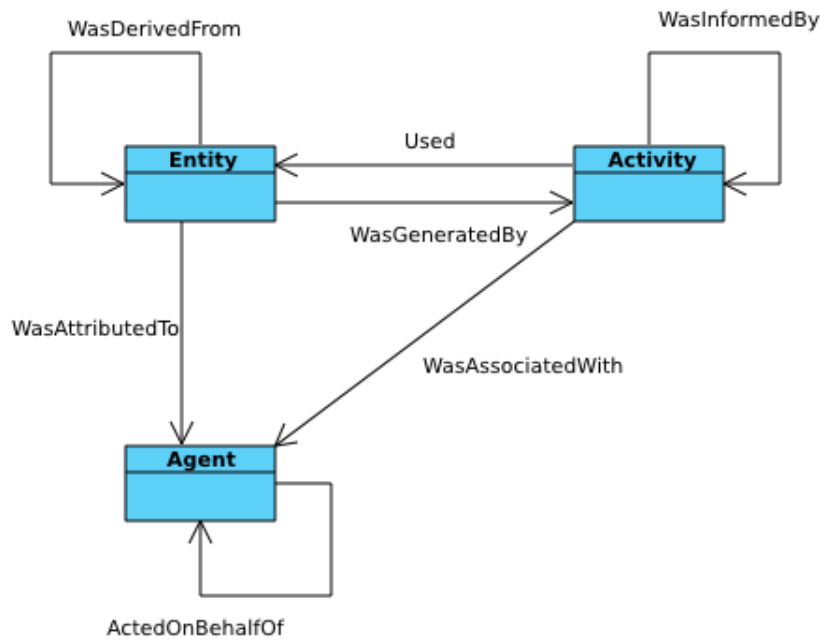 WasInformedBy
WasDerivedFrom
Used
Entity
Activity
WasGeneratedBy
WasAttributedTo
WasAssociatedWith
Agent
ActedOnBehalfOf